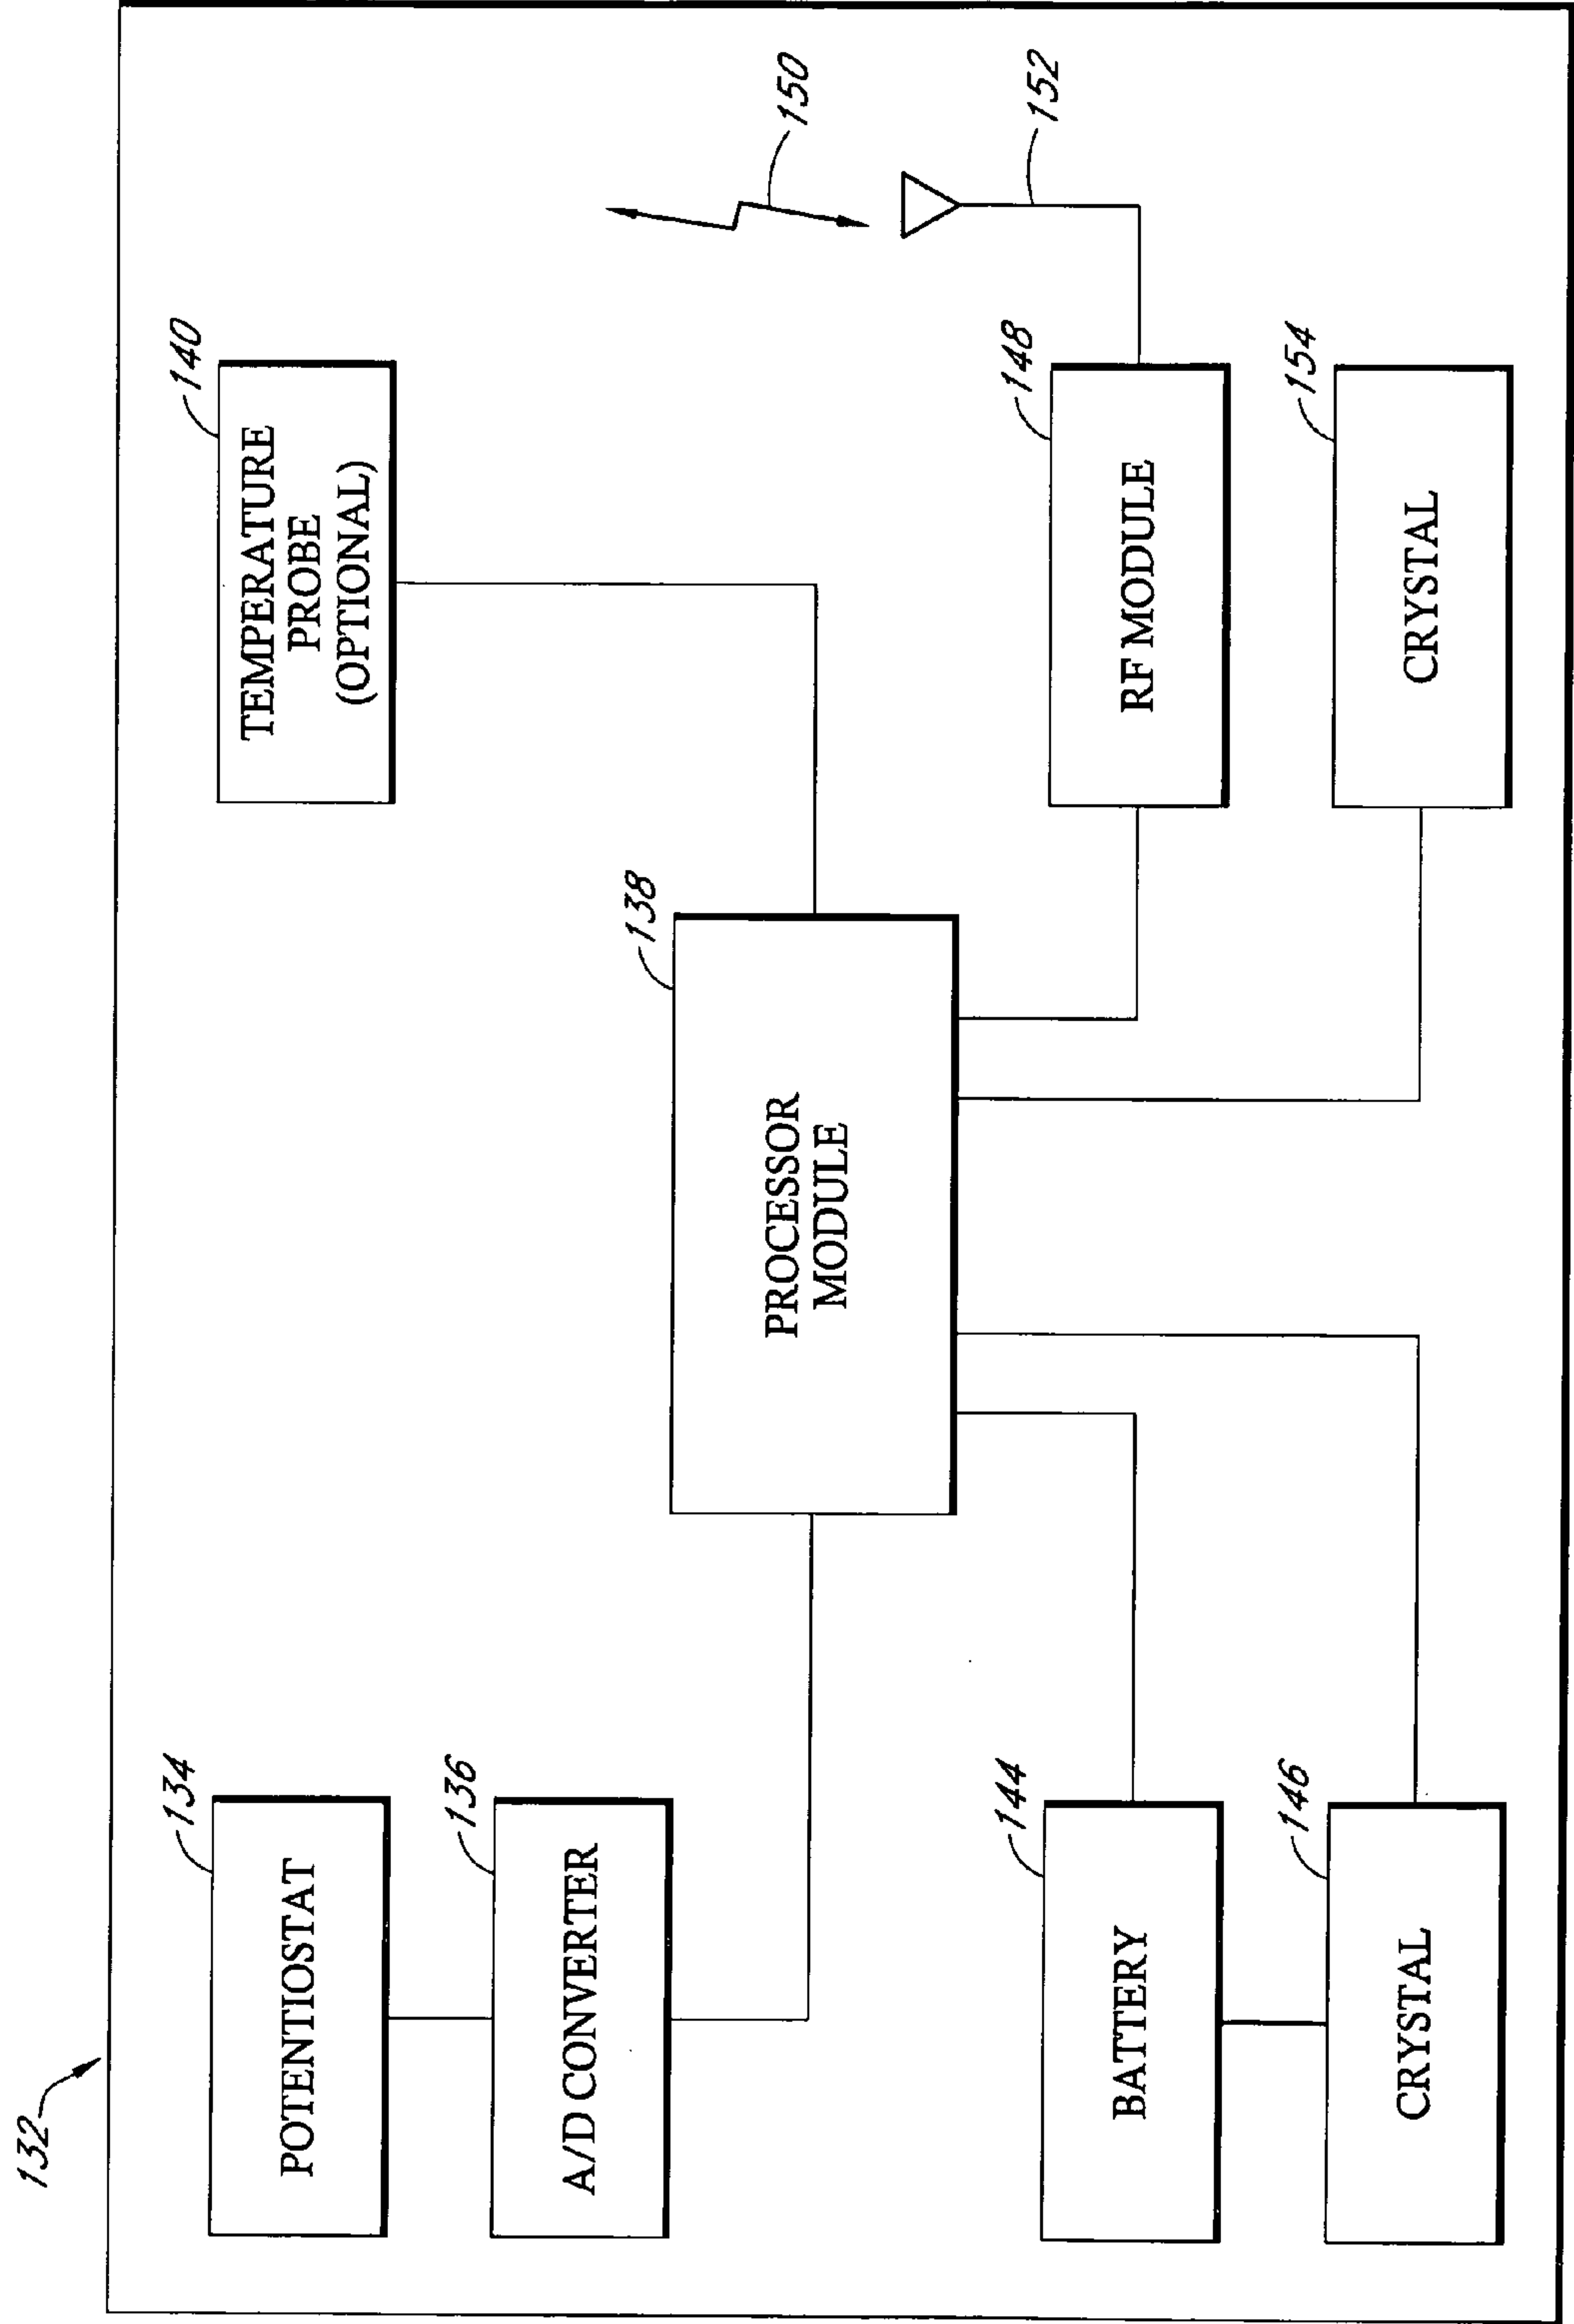 132
134
POTENTIOSTAT
136
A/D CONVERTER
138
PROCESSOR
MODULE
140
TEMPERATURE
PROBE
(OPTIONAL)
150
152
144
BATTERY
146
CRYSTAL
148
RF MODULE
154
CRYSTAL